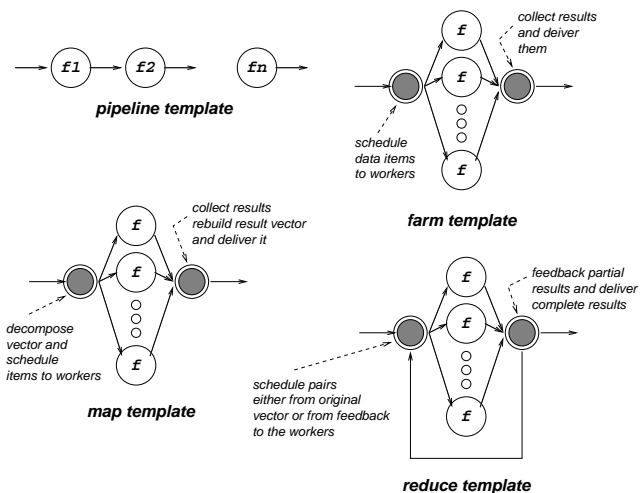 f1
f2
fn
pipeline template
collect results
and deiver
them
f
f
f
schedule
data items
to workers
farm template
collect results
rebuild result vector
and deliver it
f
f
f
decompose
vector and
schedule
items to workers
map template
feedback partial
results and deliver
complete results
f
f
f
schedule pairs
either from original
vector or from feedback
to the workers
reduce template